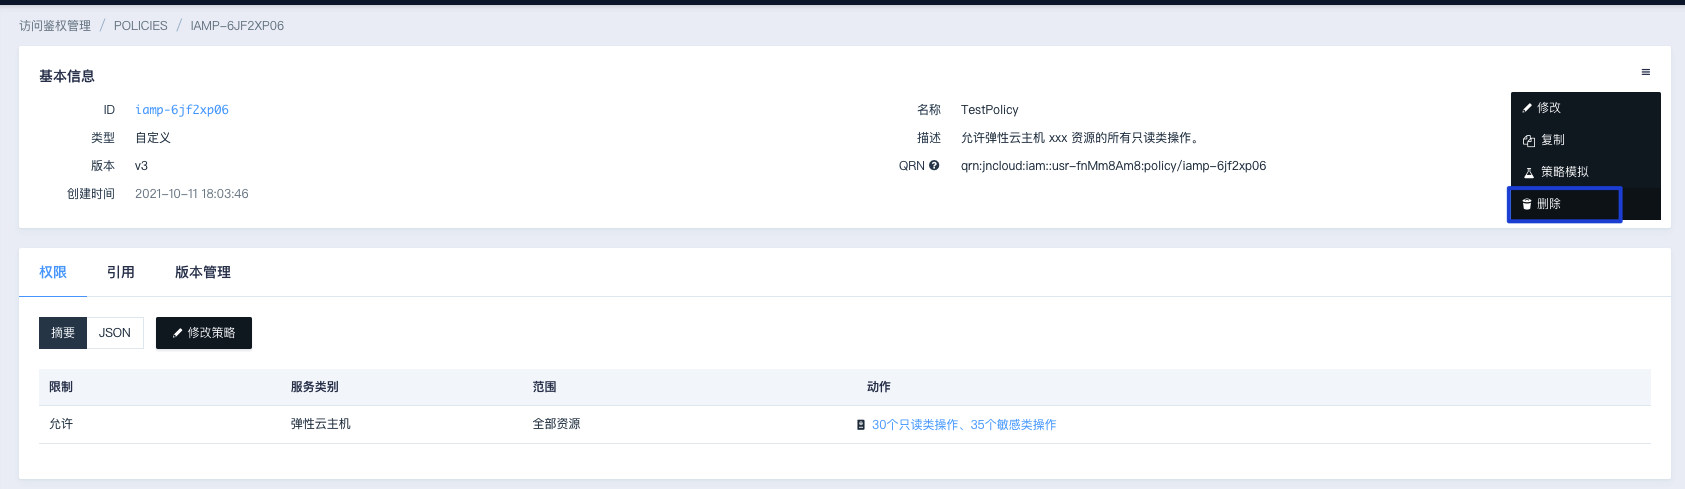 访问鉴权管理 / POLICIES / IAMP-6JF2XP06
基本信息
ID iamp-6jf2xp06
名称 TestPolicy
类型 自定义
描述 允许弹性云主机 xxx 资源的所有只读类操作。
版本 v3
QRN qrn:jncloud:iam::usr-fnMm8Am8:policy/iamp-6jf2xp06
创建时间 2021-10-11 18:03:46
修改
复制
策略模拟
删除
权限 引用 版本管理
摘要 JSON 修改策略
限制 服务类别 范围 动作
允许 弹性云主机 全部资源 30个只读类操作、35个敏感类操作